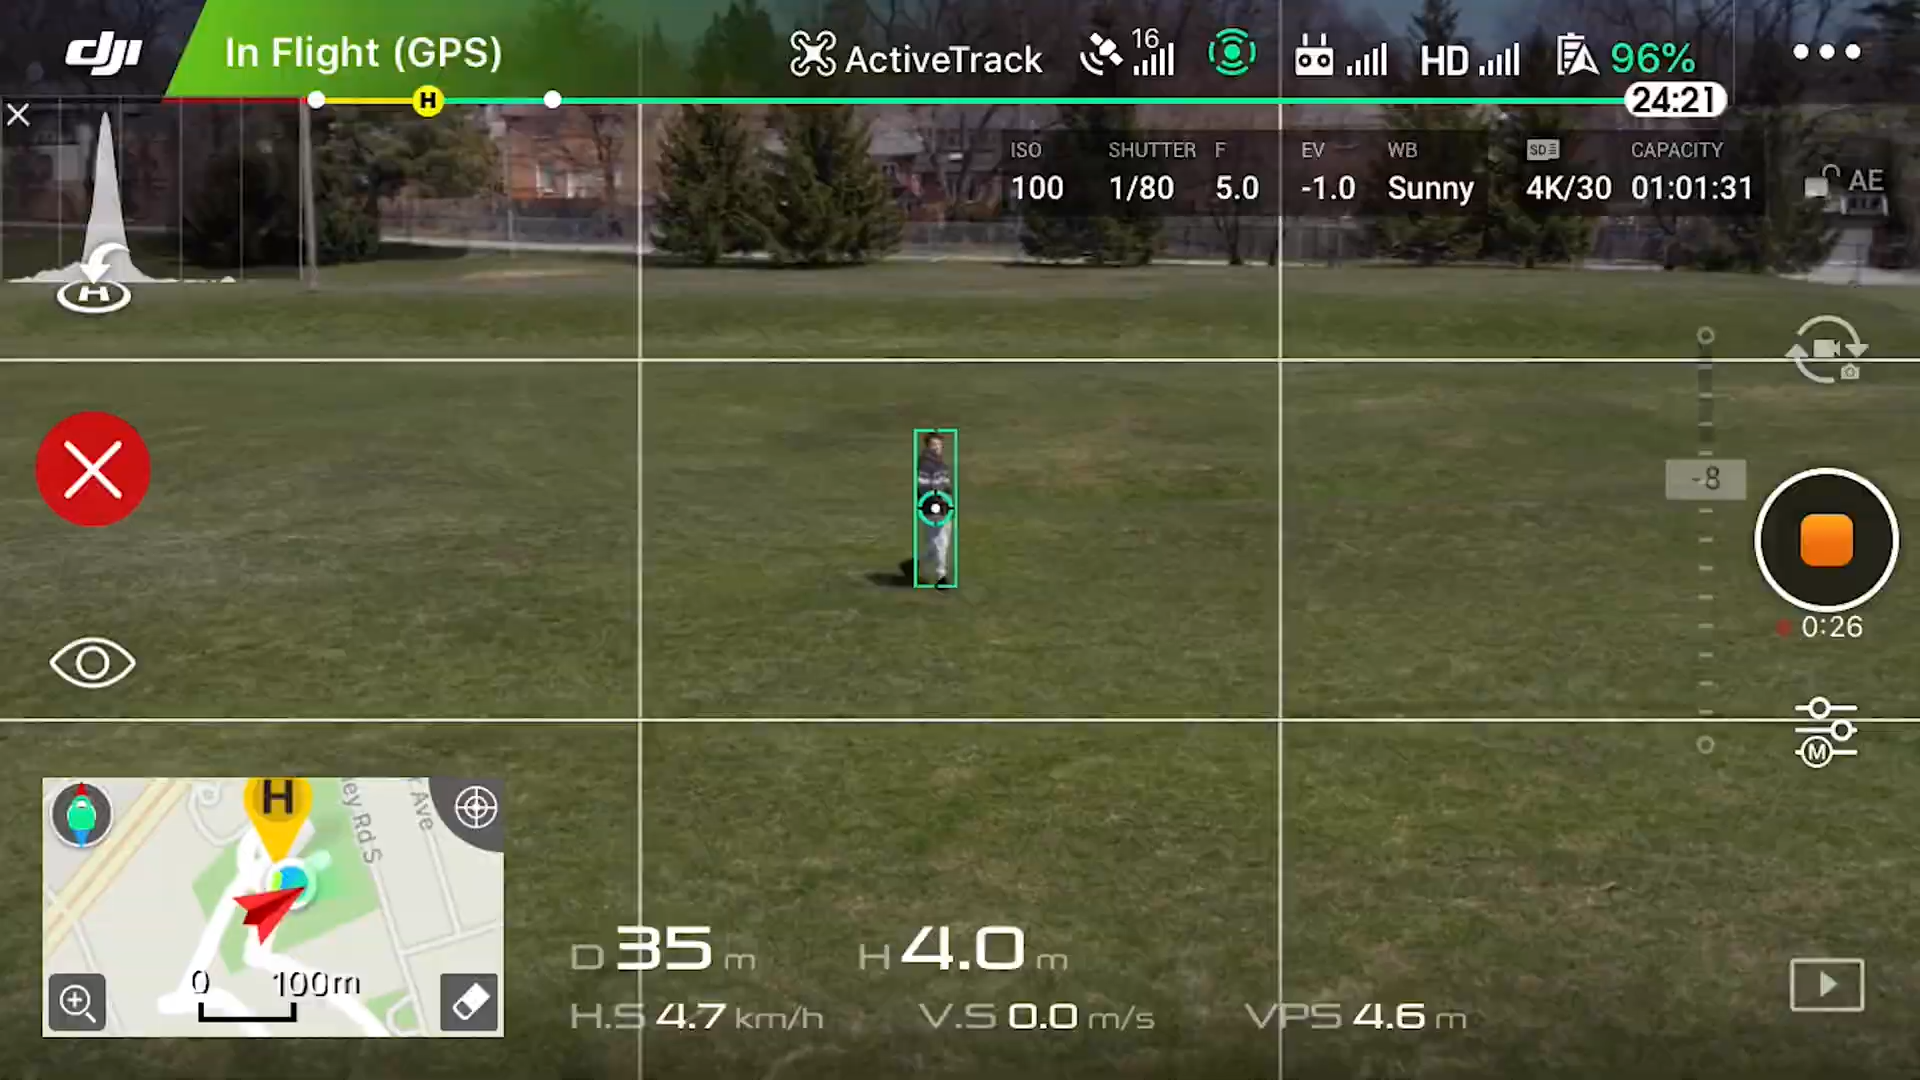 dji In Flight (GPS) ActiveTrack 16 HD 96%
H 24:21
ISO SHUTTER F EV WB SD CAPACITY
100 1/80 5.0 -1.0 Sunny 4K/30 01:01:31 AE
H
-8
0:26
M
H
ey Rd S
Ave
0 100m
D 35 m H 4.0 m
H.S 4.7 km/h V.S 0.0 m/s VPS 4.6 m